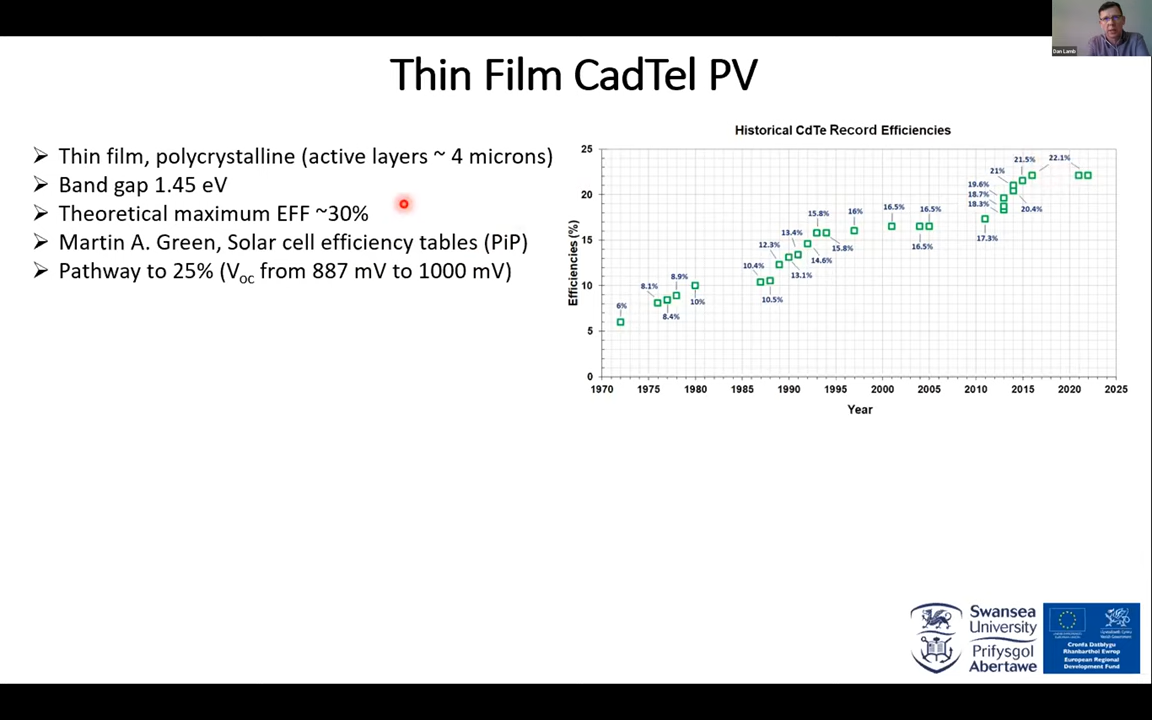 Dan Lamb
Thin Film CadTel PV
➢ Thin film, polycrystalline (active layers ~ 4 microns)
➢ Band gap 1.45 eV
➢ Theoretical maximum EFF ~30%
➢ Martin A. Green, Solar cell efficiency tables (PiP)
➢ Pathway to 25% (Voc from 887 mV to 1000 mV)
Historical CdTe Record Efficiencies
Efficiencies (%)
25
20
15
10
5
0
6%
8.1%
8.4%
8.9%
10%
10.4%
10.5%
12.3%
13.1%
13.4%
14.6%
15.8%
15.8%
16%
16.5%
16.5%
16.5%
17.3%
18.3%
18.7%
19.6%
20.4%
21%
21.5%
22.1%
1970 1975 1980 1985 1990 1995 2000 2005 2010 2015 2020 2025
Year
Swansea
University
Prifysgol
Abertawe
Cronfa Datblygu
Rhanbarthol Ewrop
European Regional
Development Fund